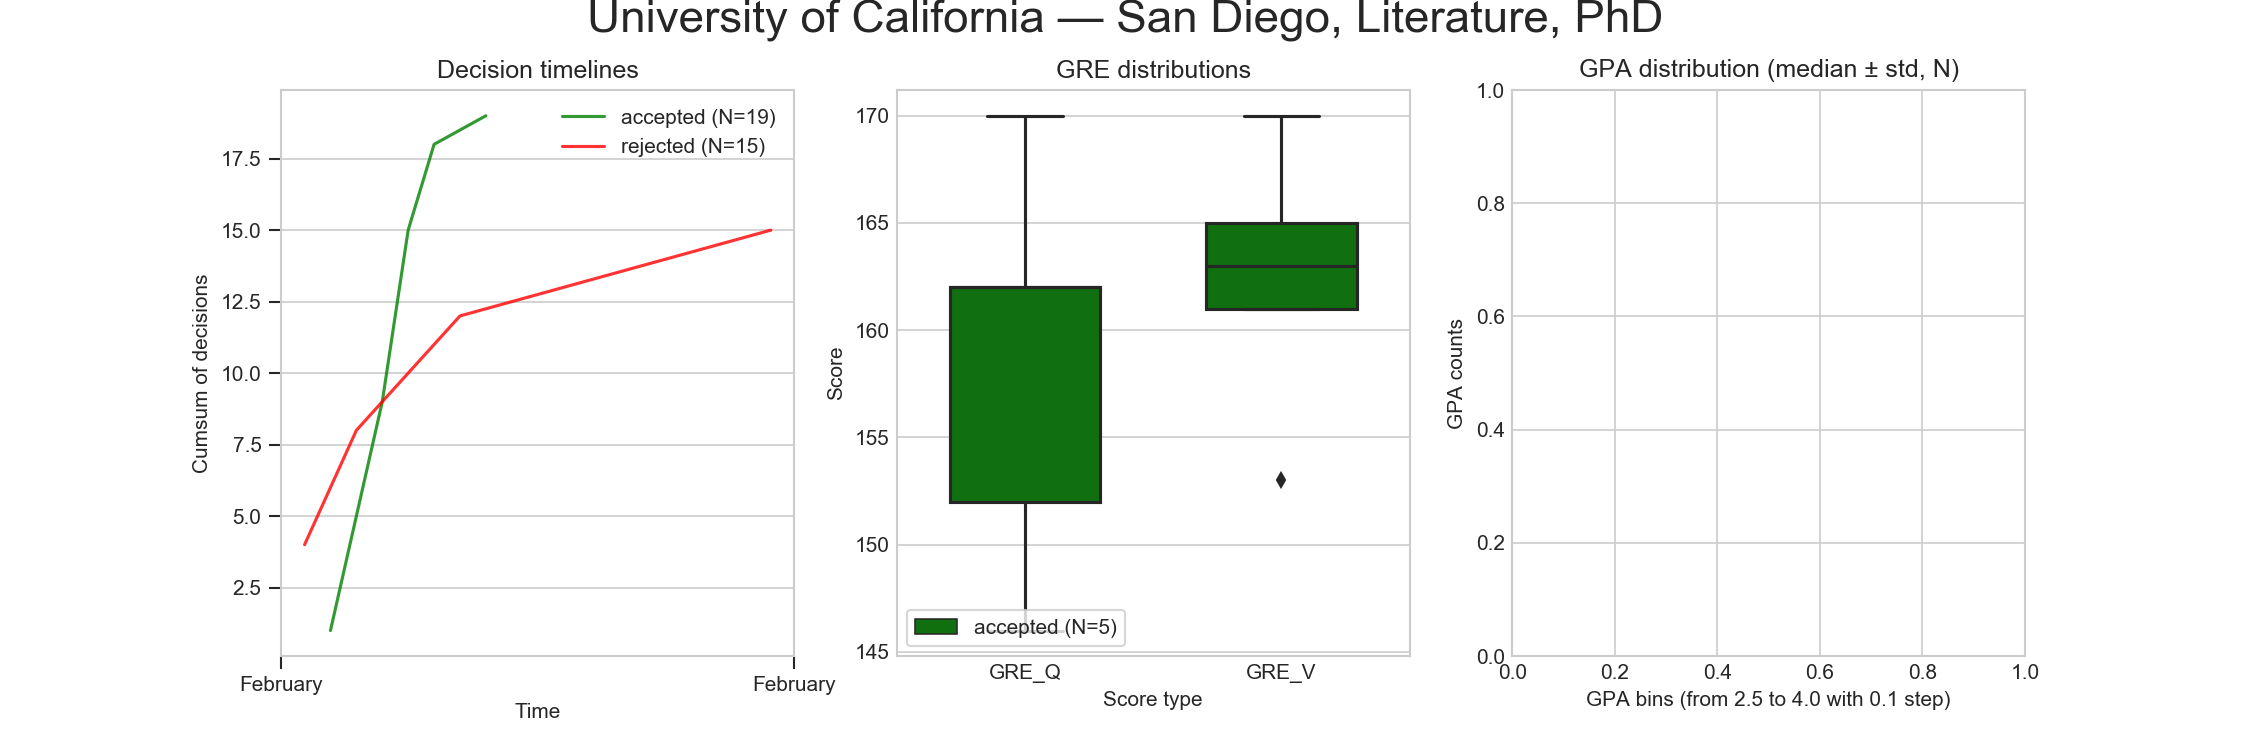 University of California — San Diego, Literature, PhD
Decision timelines
accepted (N=19)
rejected (N=15)
17.5
15.0
12.5
10.0
7.5
5.0
2.5
Cumsum of decisions
February
February
Time
GRE distributions
170
165
160
155
150
145
Score
accepted (N=5)
GRE_Q
GRE_V
Score type
GPA distribution (median ± std, N)
1.0
0.8
0.6
0.4
0.2
0.0
GPA counts
0.0
0.2
0.4
0.6
0.8
1.0
GPA bins (from 2.5 to 4.0 with 0.1 step)